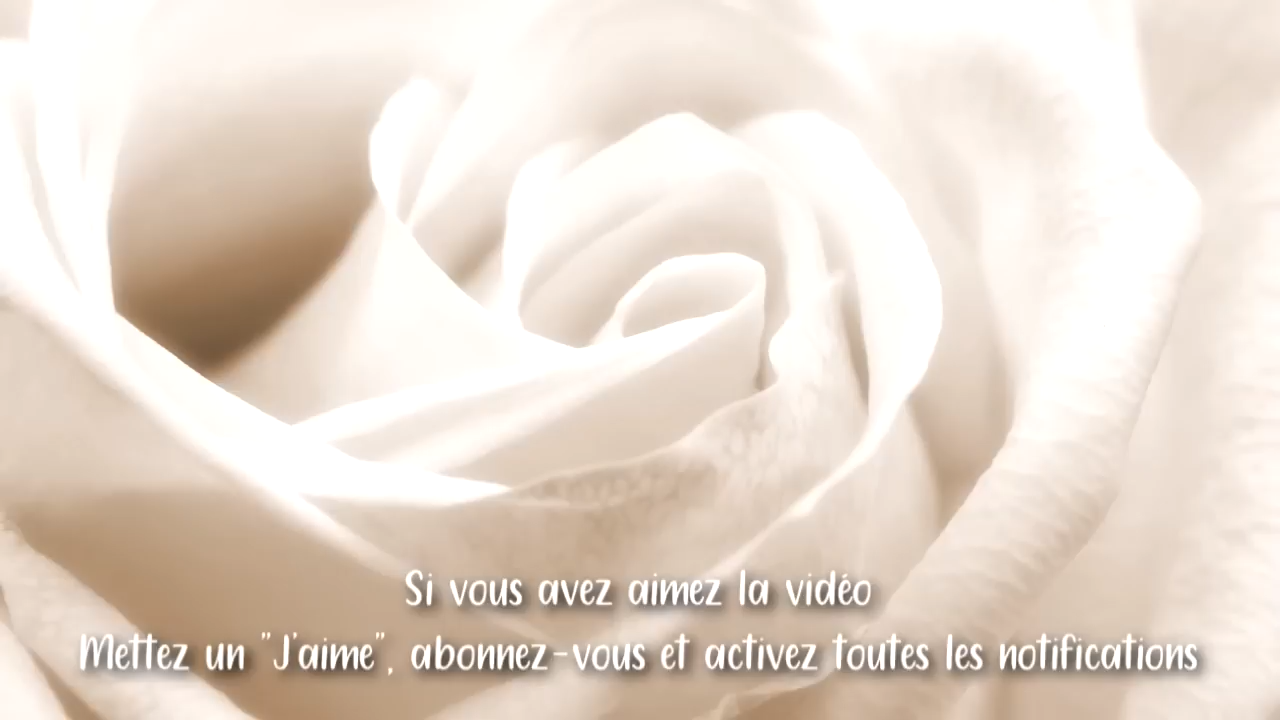 Si vous avez aimez la vidéo
Mettez un "J'aime", abonnez-vous et activez toutes les notifications